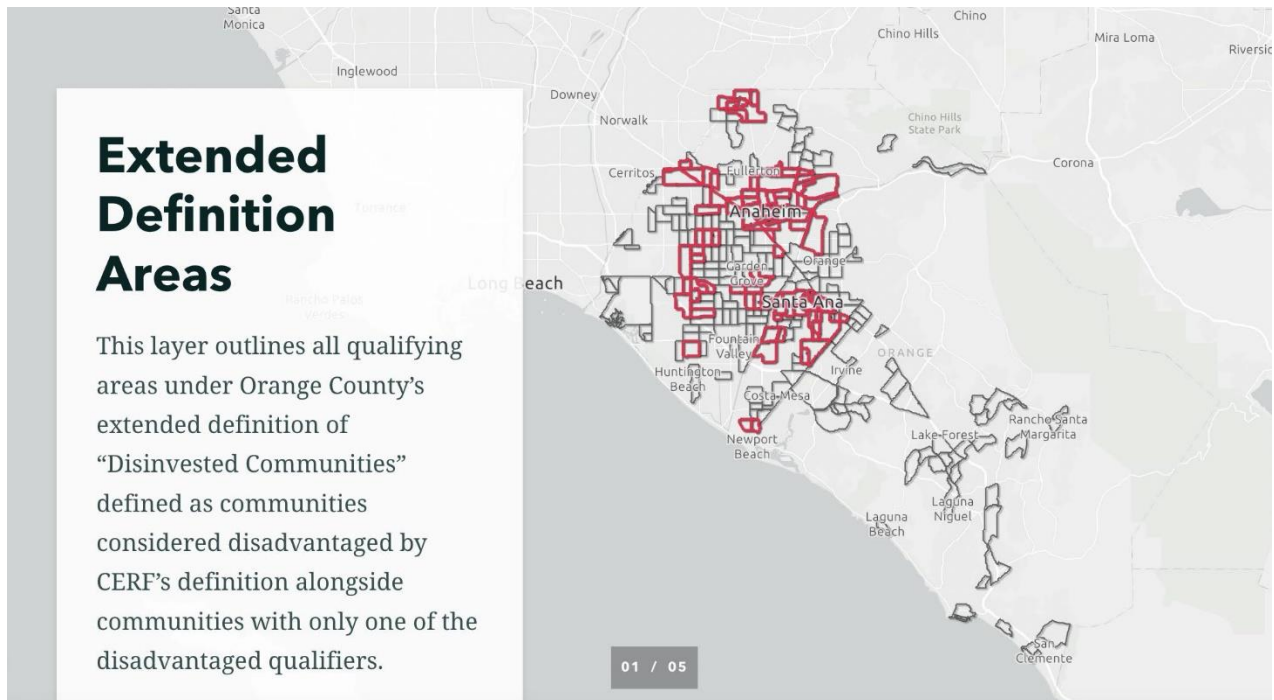 Santa
Monica
Inglewood
Downey
Norwalk
Cerritos
Torrance
Long Beach
Rancho Palos
Verdes
Chino
Chino Hills
Mira Loma
Chino Hills
State Park
Corona
Fullerton
Anaheim
Orange
Garden
Grove
Santa Ana
Fountain
Valley
ORANGE
Huntington
Beach
Irvine
Costa Mesa
Newport
Beach
Lake Forest
Rancho Santa
Margarita
Laguna
Niguel
Laguna
Beach
San
Clemente
Extended
Definition
Areas
This layer outlines all qualifying
areas under Orange County’s
extended definition of
“Disinvested Communities”
defined as communities
considered disadvantaged by
CERF’s definition alongside
communities with only one of the
disadvantaged qualifiers.
01 / 05